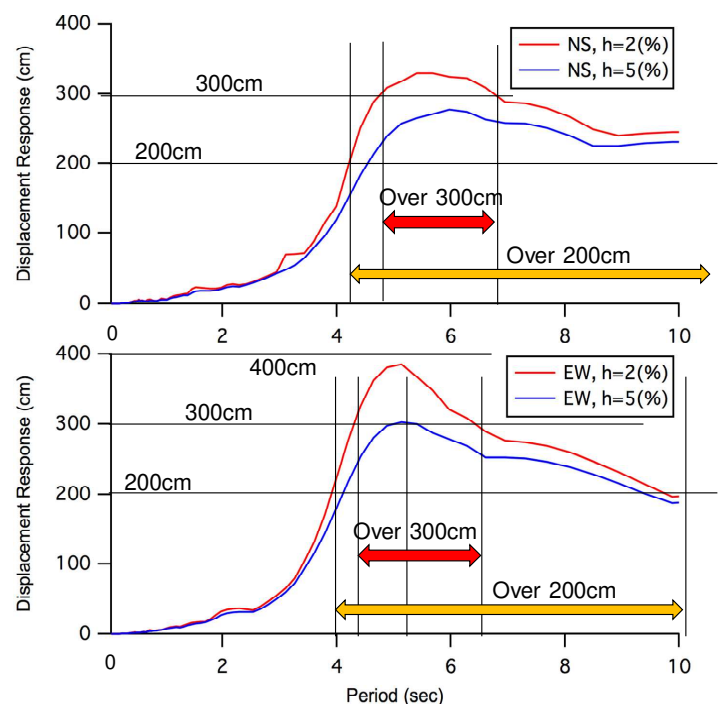 400
300
200
100
0
Displacement Response (cm)
NS, h=2(%)
NS, h=5(%)
300cm
200cm
Over 300cm
Over 200cm
0
2
4
6
8
10
400
300
200
100
0
Displacement Response (cm)
EW, h=2(%)
EW, h=5(%)
400cm
300cm
200cm
Over 300cm
Over 200cm
0
2
4
6
8
10
Period (sec)